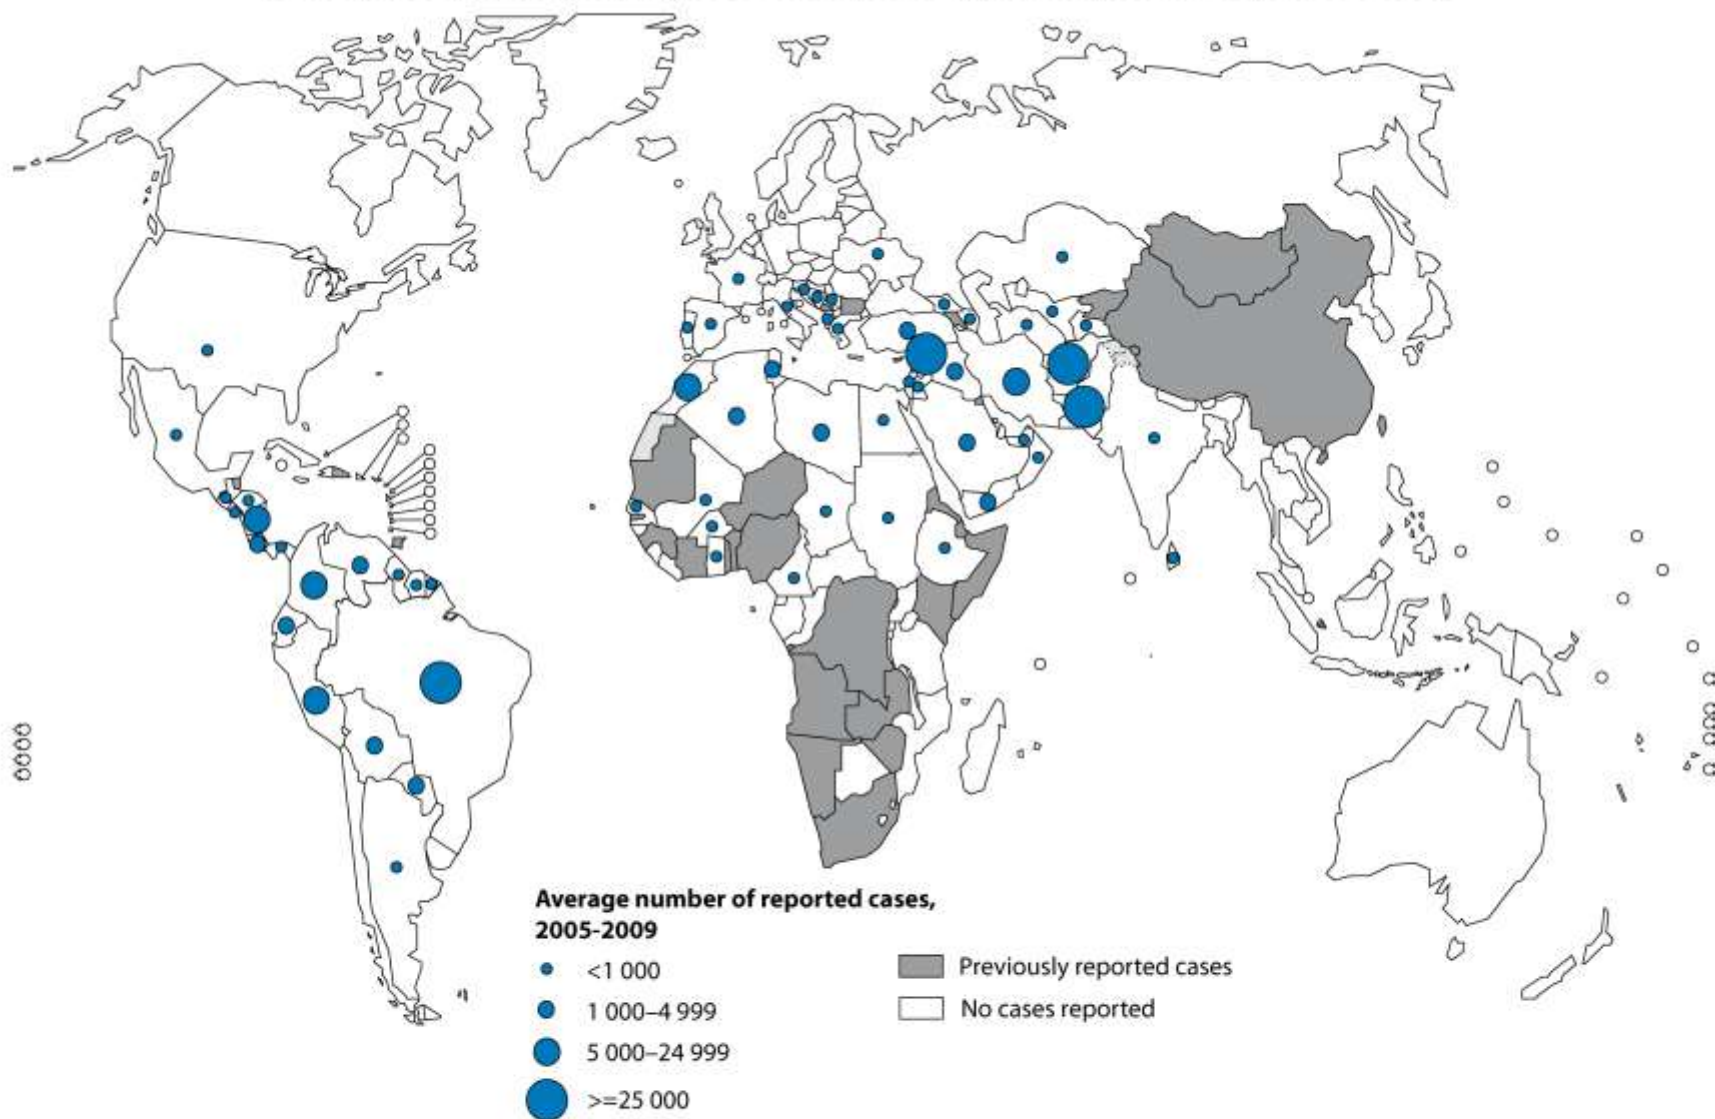 Average number of reported cases,
2005-2009
<1 000
1 000–4 999
5 000–24 999
>=25 000
Previously reported cases
No cases reported